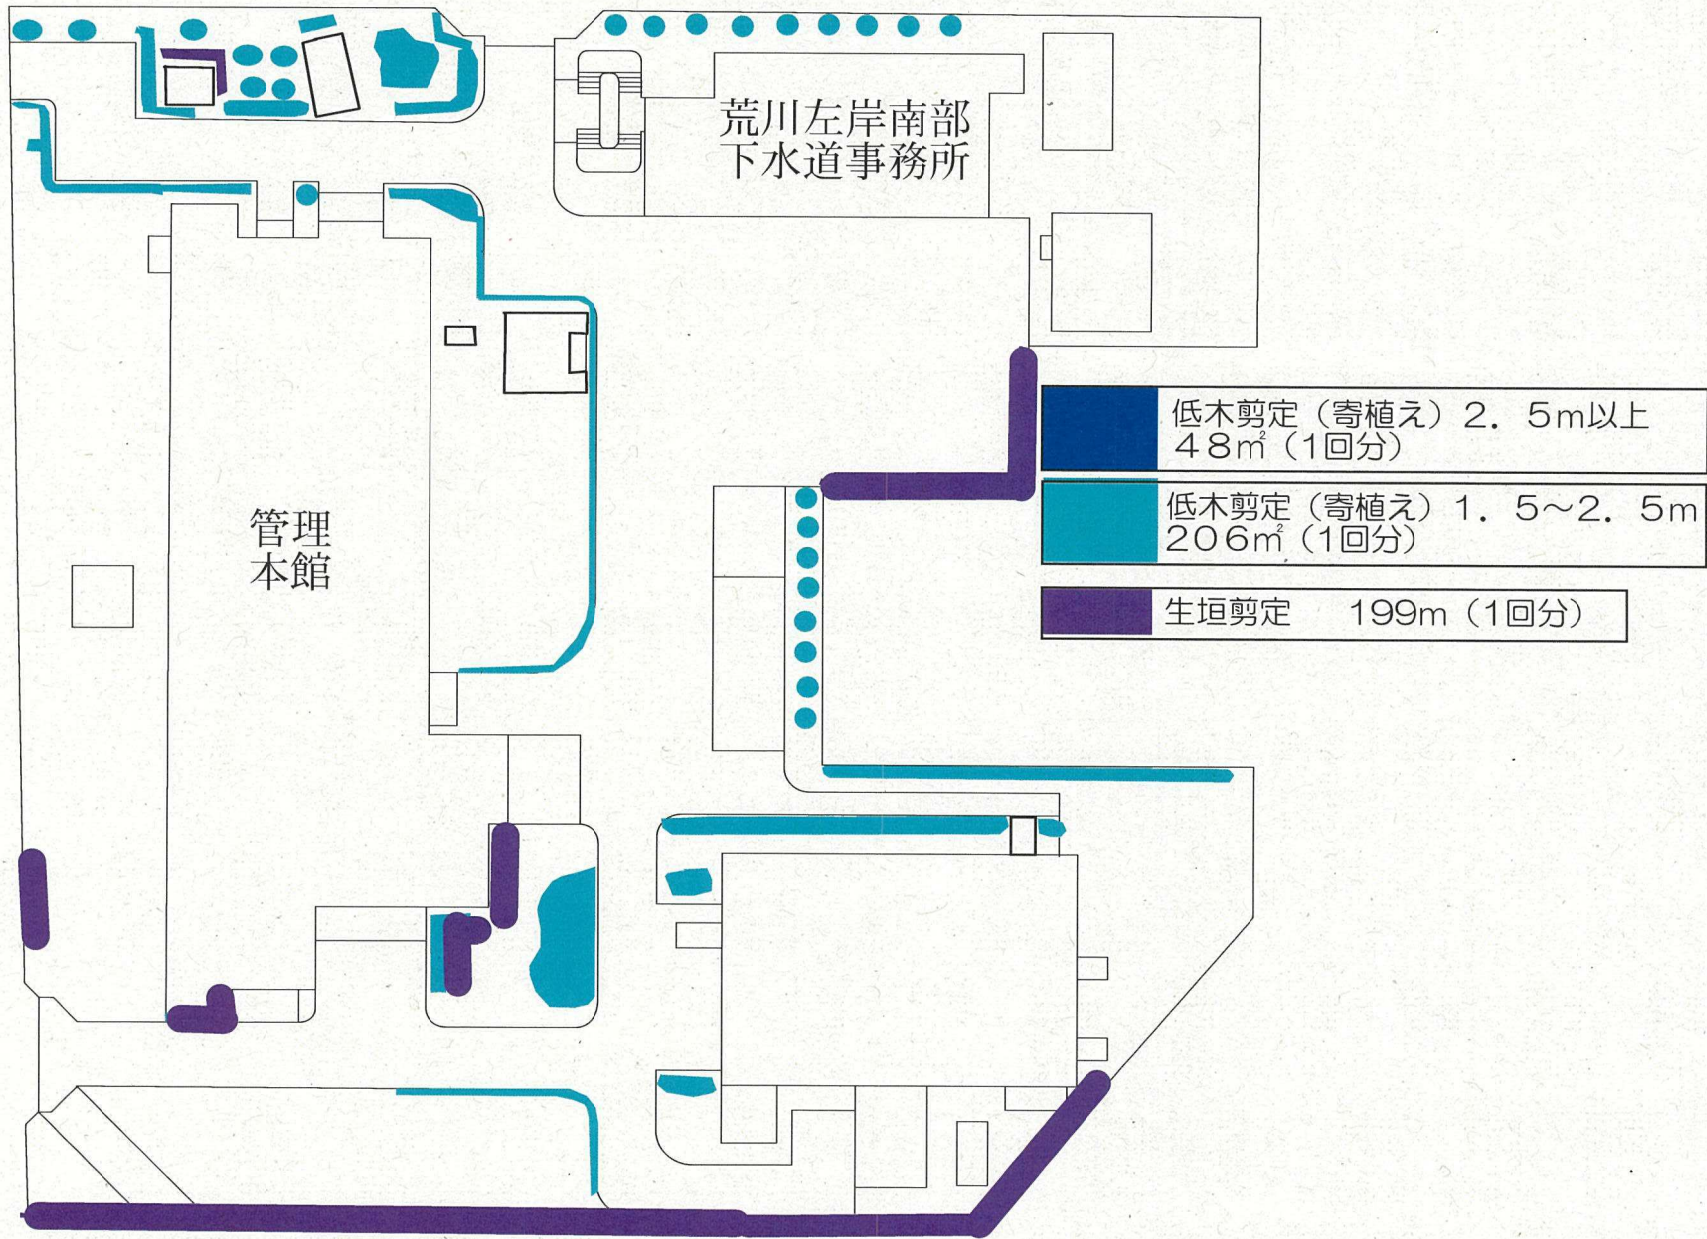 荒川左岸南部
下水道事務所
管理
本館
低木剪定（寄植え）２．５ｍ以上
４８㎡（1回分）
低木剪定（寄植え）１．５～２．５ｍ
２０６㎡（1回分）
生垣剪定　１９９ｍ（1回分）